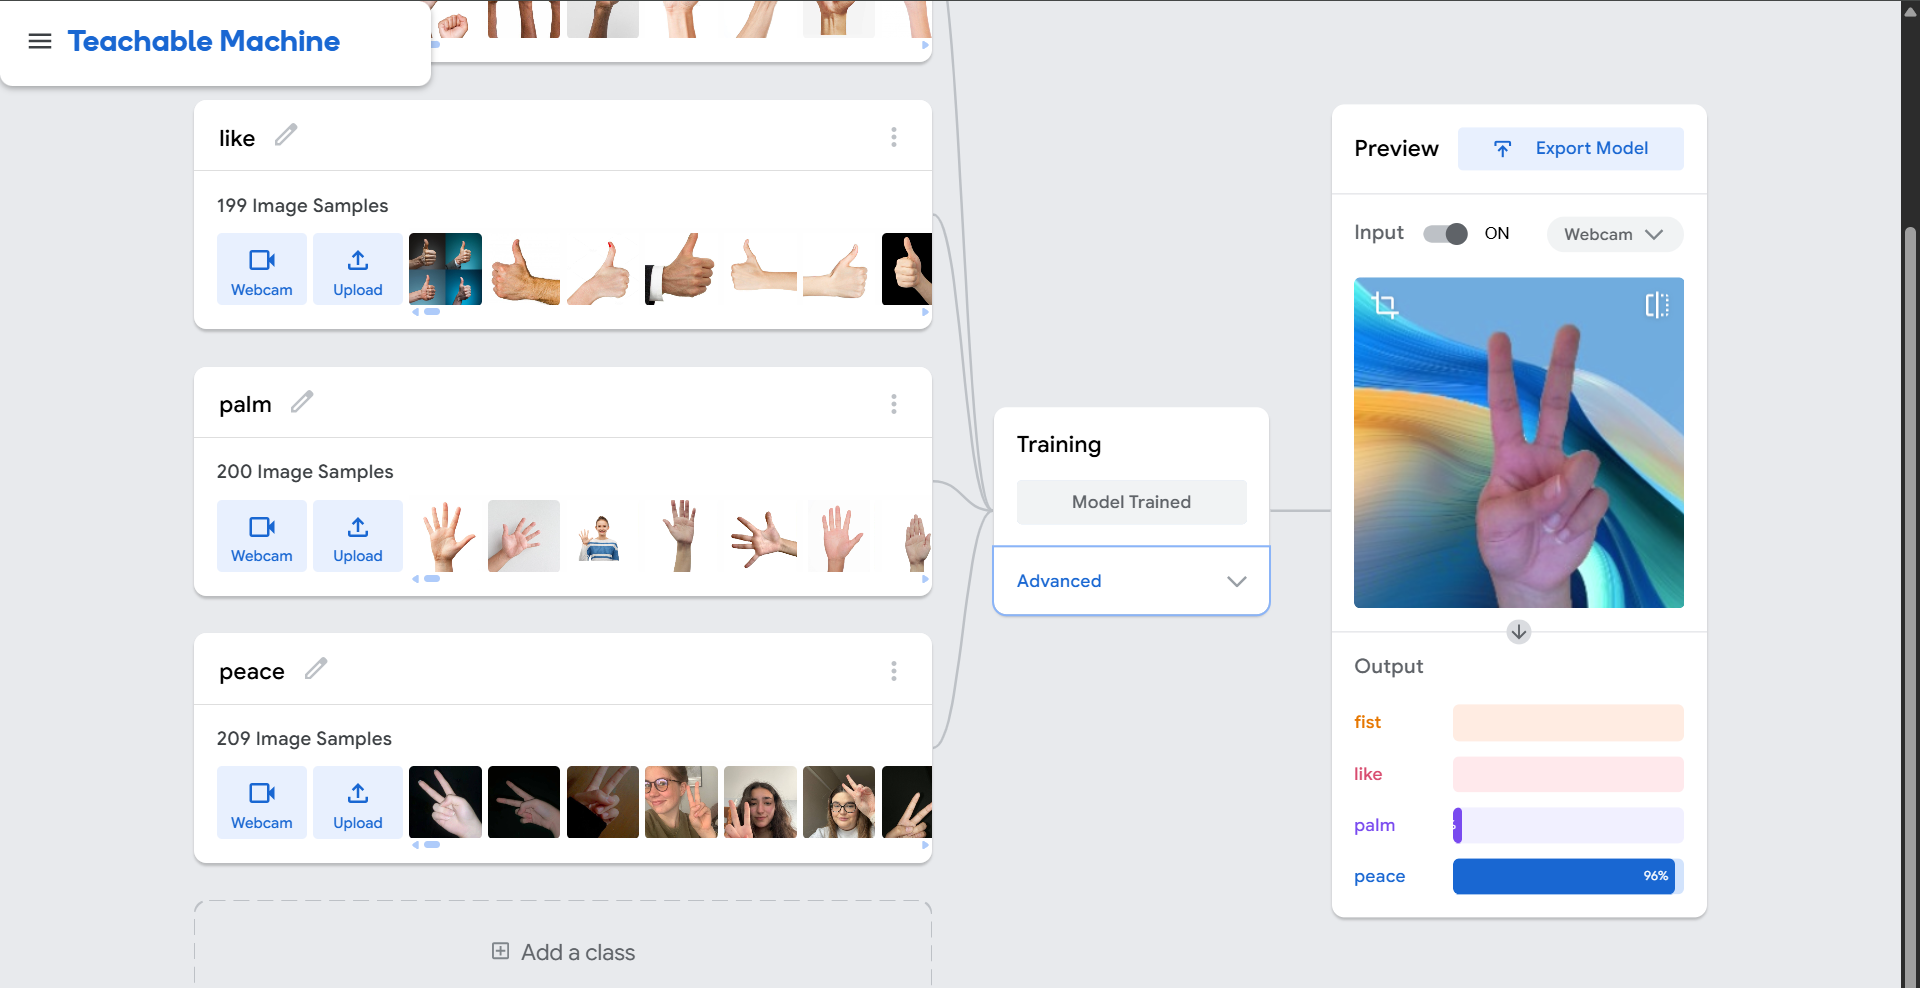 Teachable Machine
like
199 Image Samples
Webcam
Upload
palm
200 Image Samples
Webcam
Upload
peace
209 Image Samples
Webcam
Upload
Add a class
Training
Model Trained
Advanced
Preview
Export Model
Input
ON
Webcam
Output
fist
like
palm
peace
96%